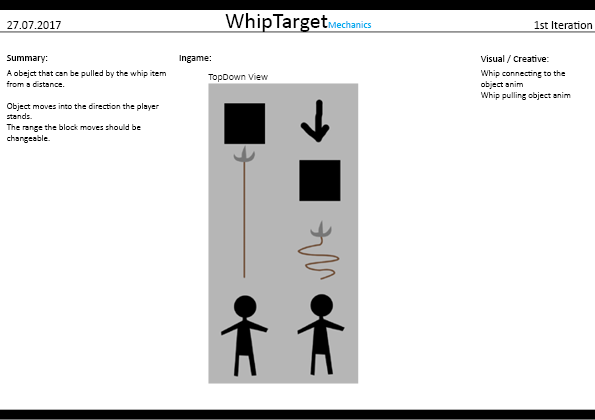 27.07.2017
WhipTarget Mechanics
1st Iteration
Summary:
A obejct that can be pulled by the whip item
from a distance.
Object moves into the direction the player
stands.
The range the block moves should be
changeable.
Ingame:
TopDown View
Visual / Creative:
Whip connecting to the
object anim
Whip pulling object anim